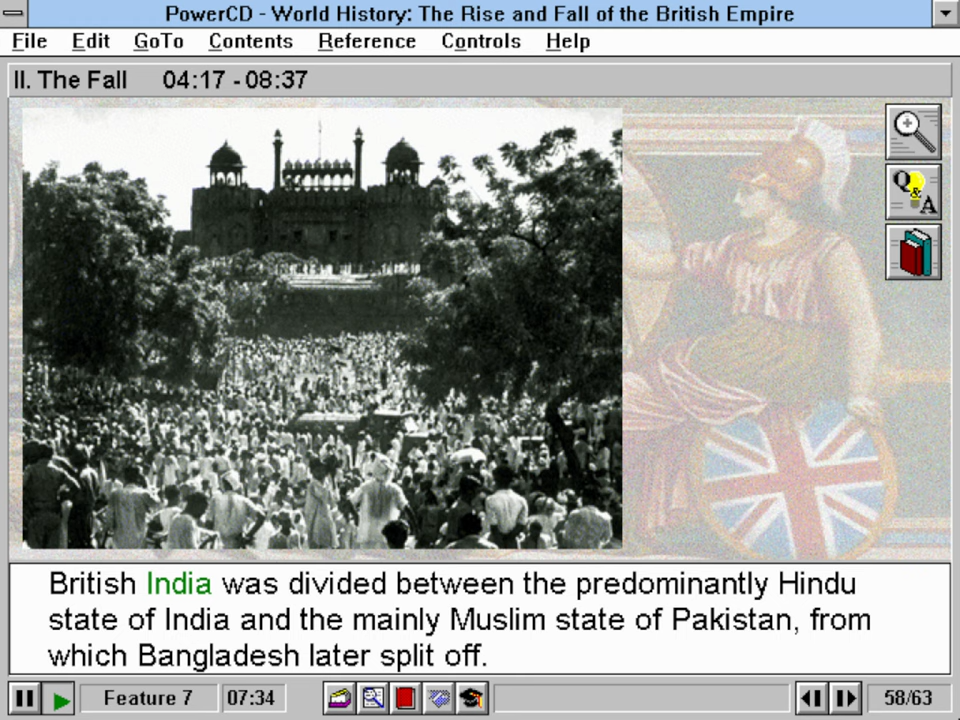 PowerCD - World History: The Rise and Fall of the British Empire
File Edit GoTo Contents Reference Controls Help
II. The Fall 04:17 - 08:37
Q & A
British India was divided between the predominantly Hindu
state of India and the mainly Muslim state of Pakistan, from
which Bangladesh later split off.
Feature 7 07:34 58/63